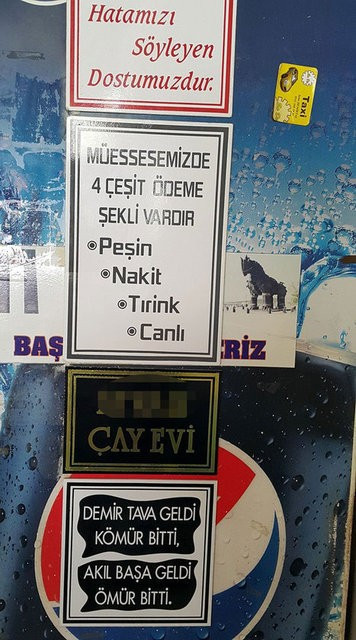 Hatamızı
Söyleyen
Dostumuzdur.
Taxi
MÜESSESEMİZDE
4 ÇEŞİT ÖDEME
ŞEKLİ VARDIR
Peşin
Nakit
Tırink
Canlı
BAŞ
ERİZ
ÇAY EVİ
DEMİR TAVA GELDİ
KÖMÜR BİTTİ,
AKIL BAŞA GELDİ
ÖMÜR BİTTİ.